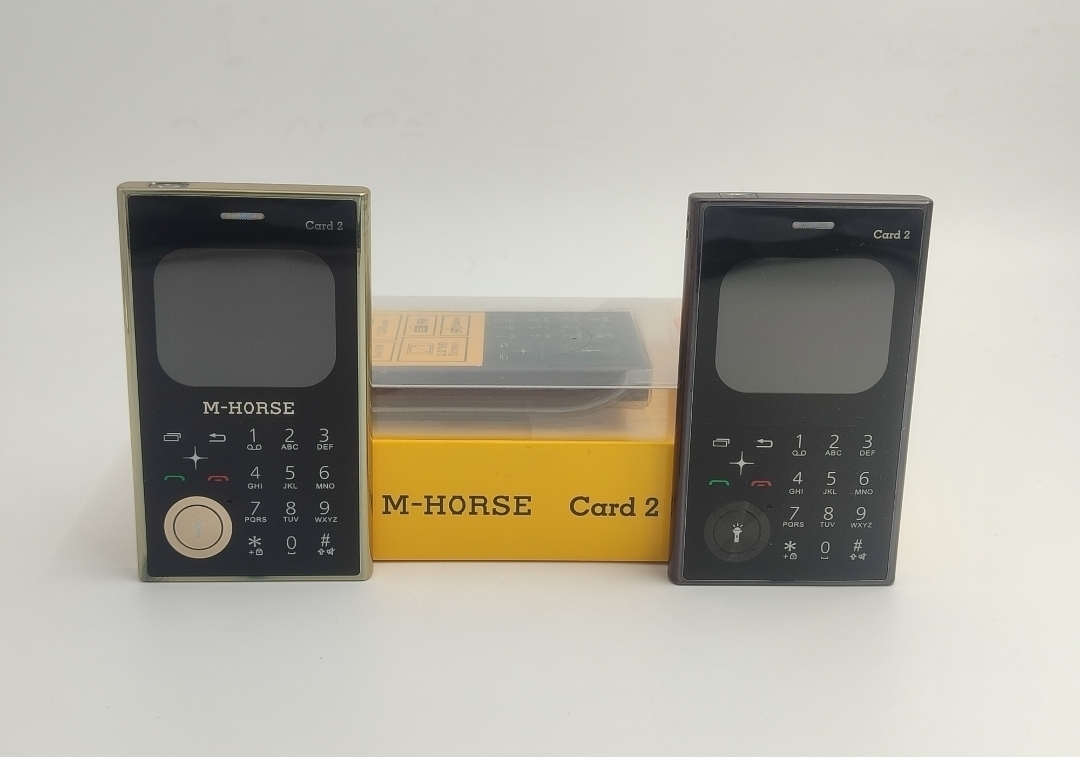 Card 2
M-HORSE
1 2 3
ABC DEF
4 5 6
GHI JKL MNO
7 8 9
PQRS TUV WXYZ
* 0 #
+
M-HORSE Card 2
Card 2
1 2 3
ABC DEF
4 5 6
GHI JKL MNO
7 8 9
PQRS TUV WXYZ
* 0 #
+